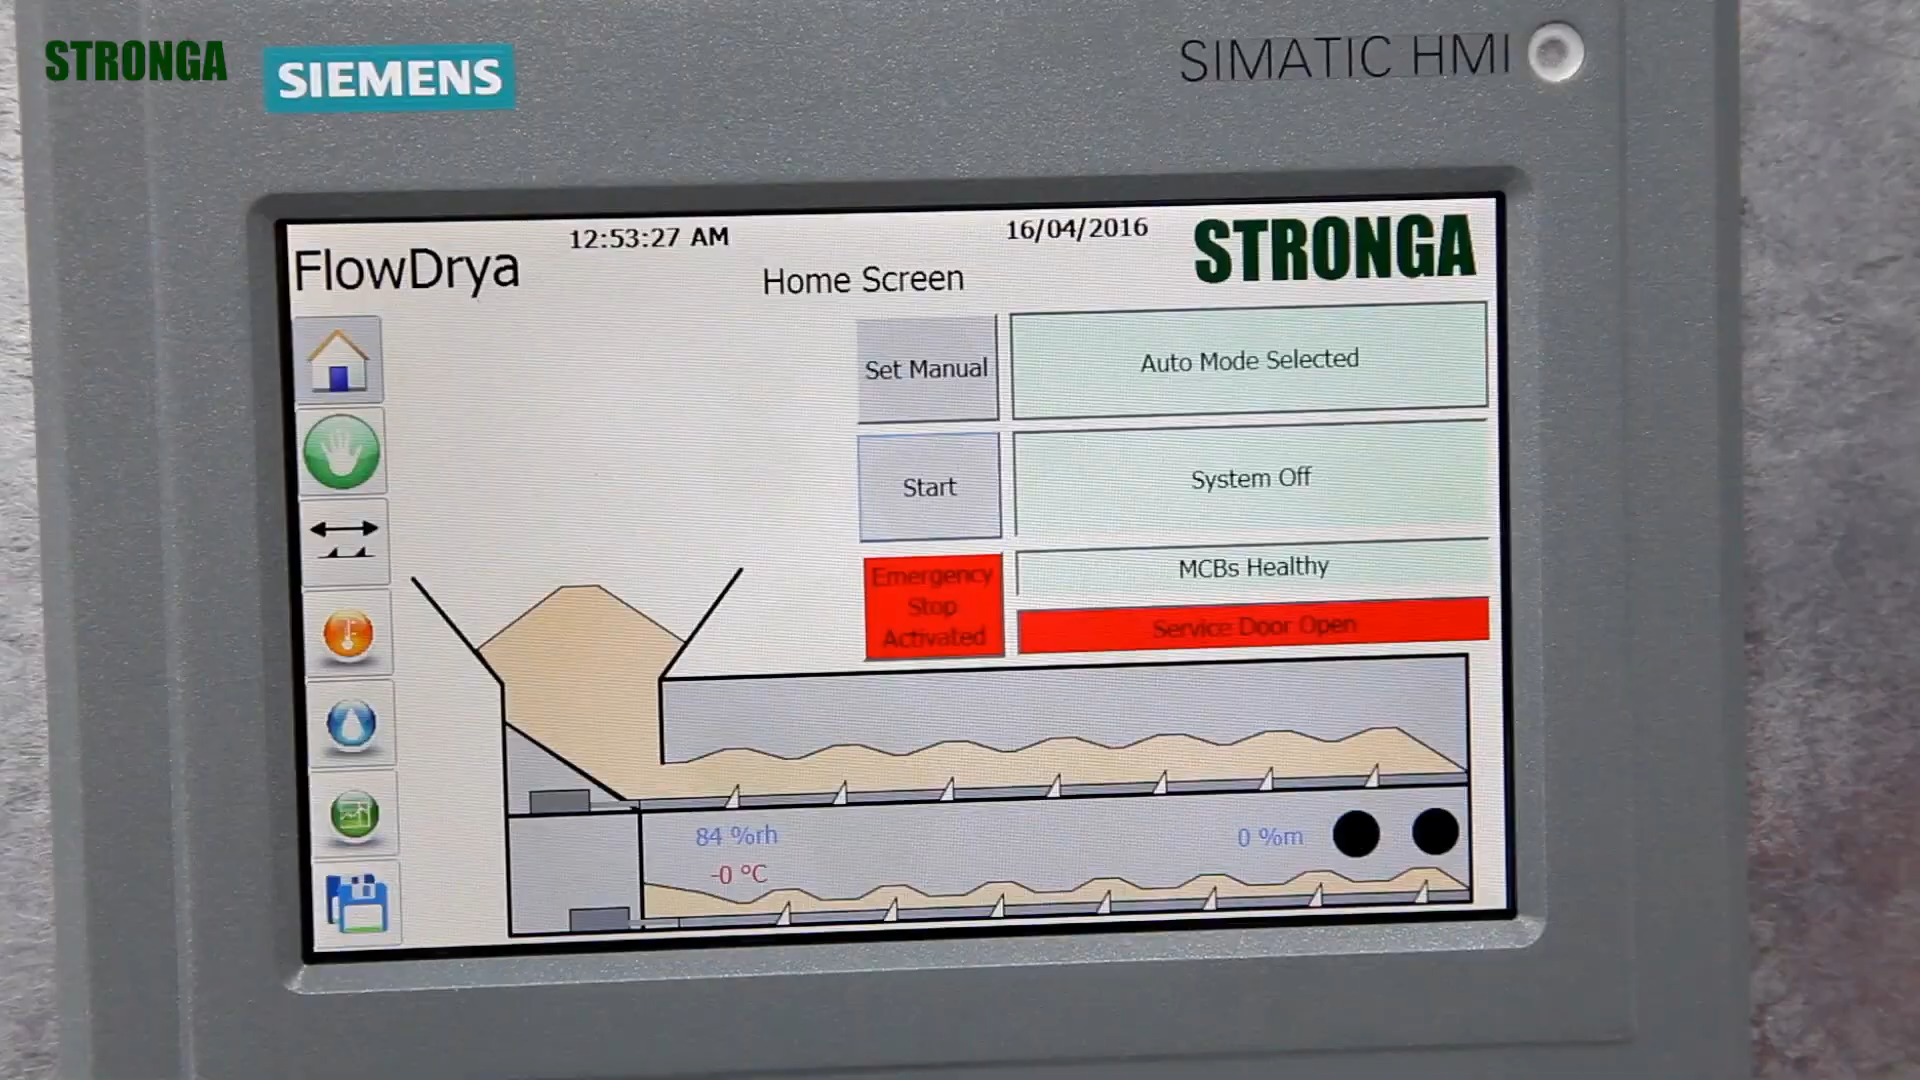 STRONGA
SIEMENS
SIMATIC HMI
FlowDrya
12:53:27 AM
16/04/2016
STRONGA
Home Screen
Set Manual
Auto Mode Selected
Start
System Off
Emergency
Stop
Activated
MCBs Healthy
Service Door Open
84 %rh
-0 °C
0 %m